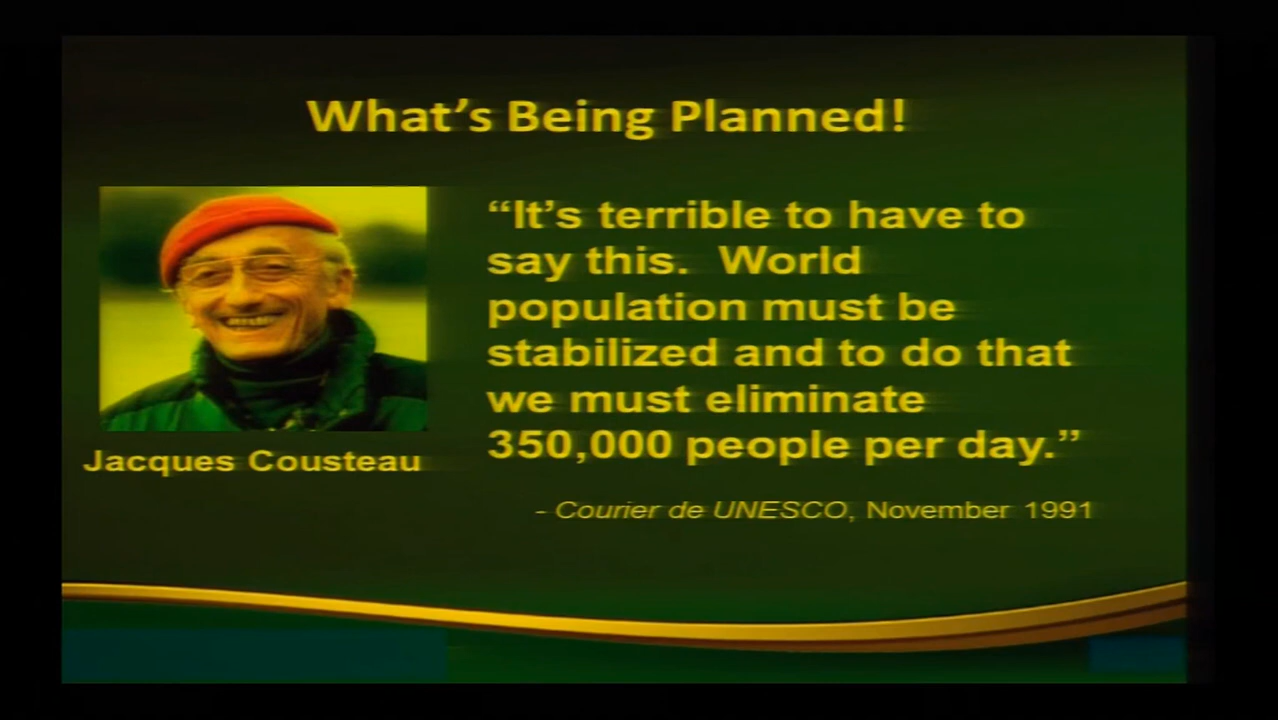 What's Being Planned!
“It's terrible to have to
say this.  World
population must be
stabilized and to do that
we must eliminate
350,000 people per day.”
- Courier de UNESCO, November 1991
Jacques Cousteau